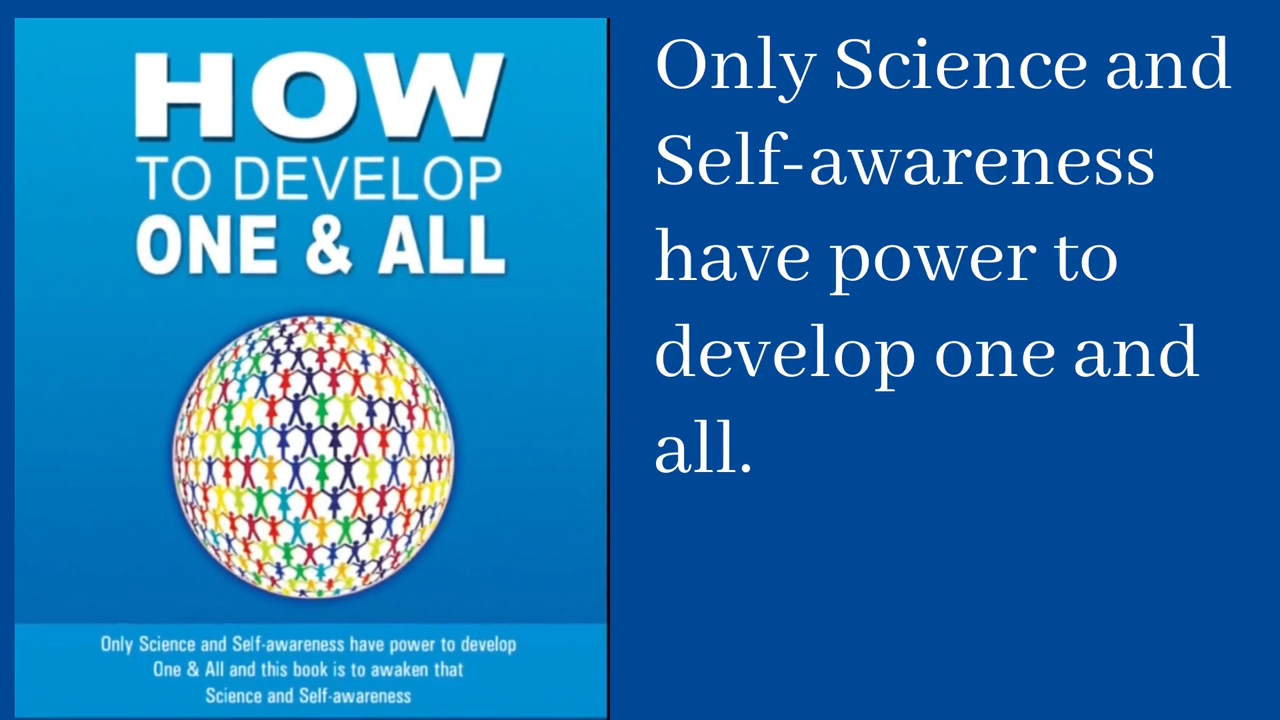 HOW
TO DEVELOP
ONE & ALL
Only Science and Self-awareness have power to develop
One & All and this book is to awaken that
Science and Self-awareness
Only Science and
Self-awareness
have power to
develop one and
all.